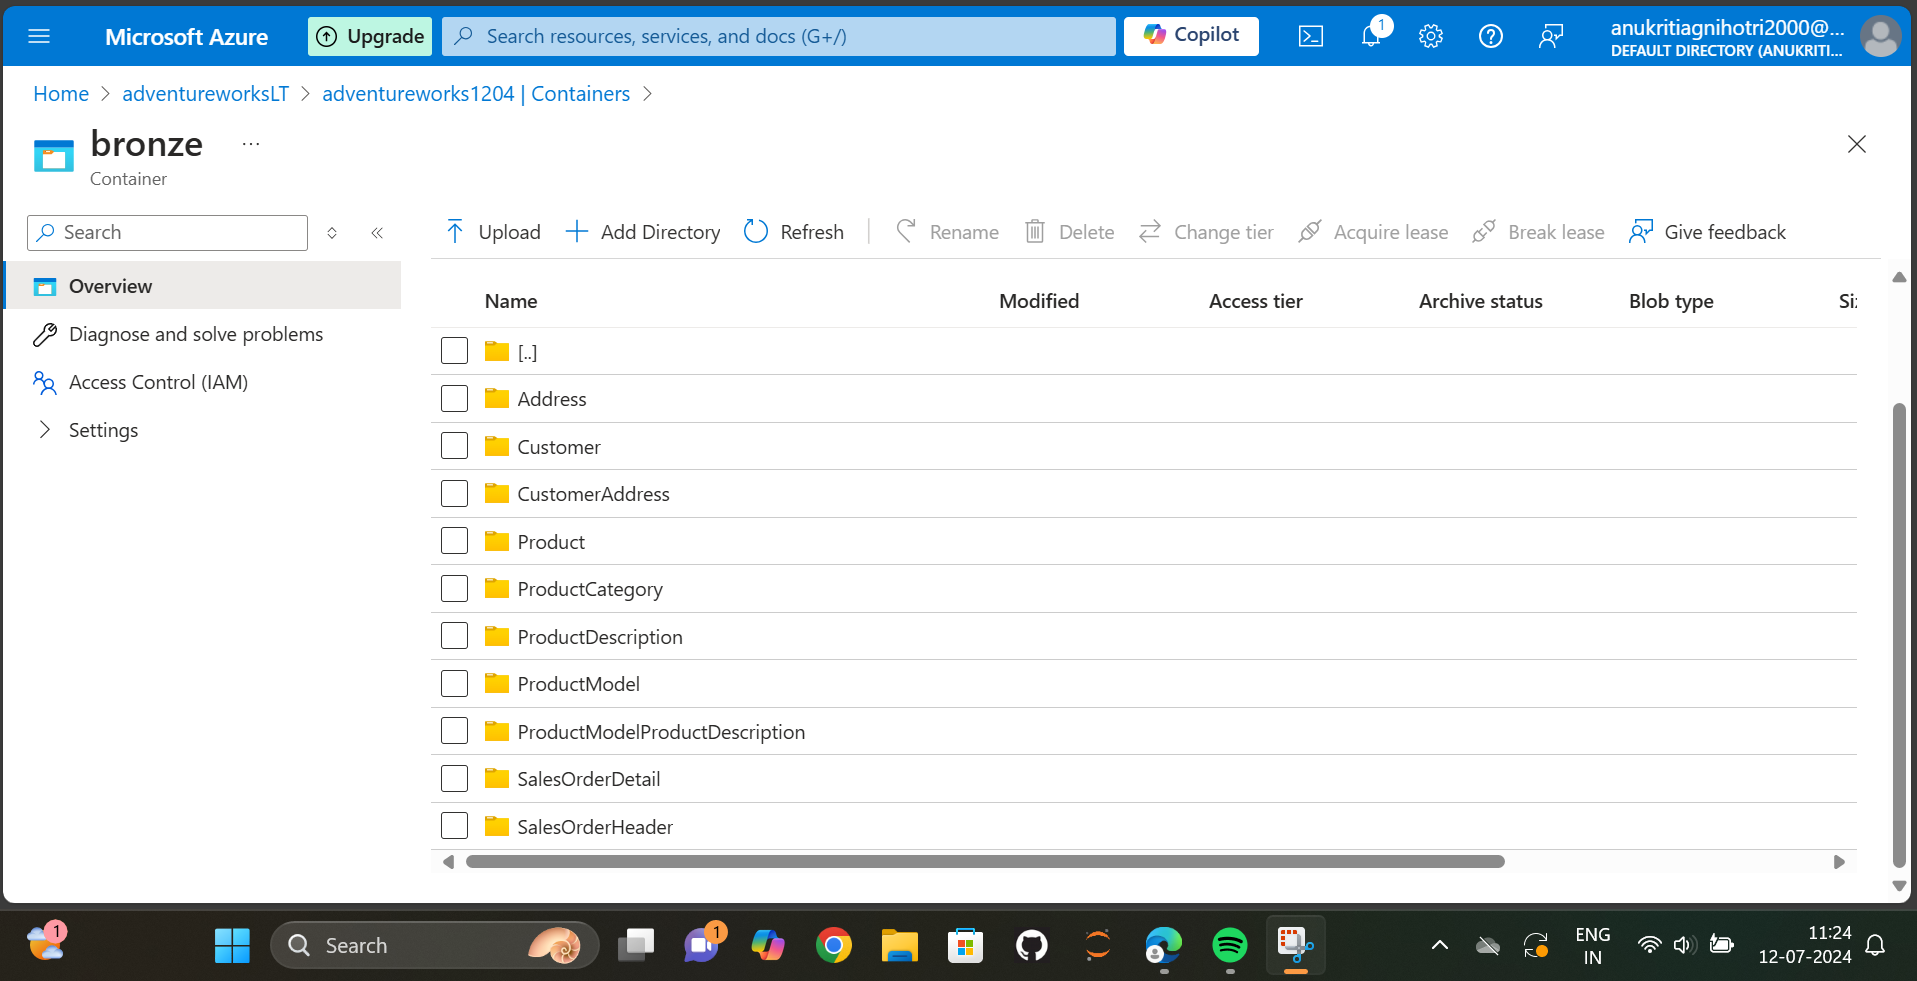 Microsoft Azure
Upgrade
Search resources, services, and docs (G+/)
Copilot
1
anukritiagnihotri2000@...
DEFAULT DIRECTORY (ANUKRITI...
Home > adventureworksLT > adventureworks1204 | Containers >
bronze ...
Container
Search
Upload
Add Directory
Refresh
Rename
Delete
Change tier
Acquire lease
Break lease
Give feedback
Overview
Diagnose and solve problems
Access Control (IAM)
Settings
Name Modified Access tier Archive status Blob type
[..]
Address
Customer
CustomerAddress
Product
ProductCategory
ProductDescription
ProductModel
ProductModelProductDescription
SalesOrderDetail
SalesOrderHeader
1
Search
1
ENG
IN
11:24
12-07-2024